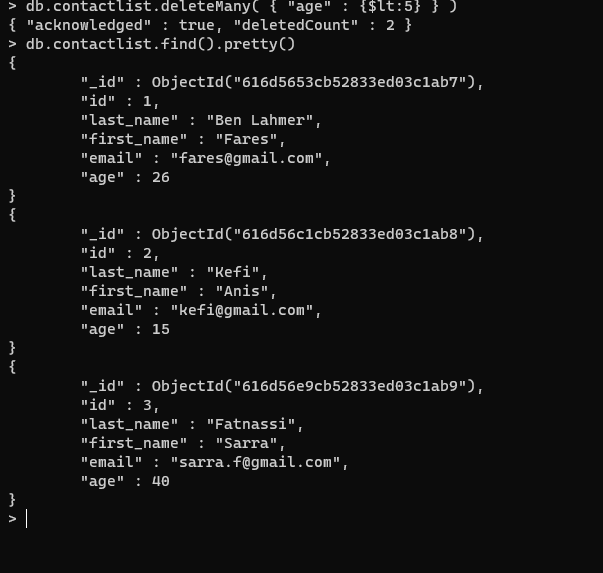 > db.contactlist.deleteMany( { "age" : {$lt:5} } )
{ "acknowledged" : true, "deletedCount" : 2 }
> db.contactlist.find().pretty()
{
        "_id" : ObjectId("616d5653cb52833ed03c1ab7"),
        "id" : 1,
        "last_name" : "Ben Lahmer",
        "first_name" : "Fares",
        "email" : "fares@gmail.com",
        "age" : 26
}
{
        "_id" : ObjectId("616d56c1cb52833ed03c1ab8"),
        "id" : 2,
        "last_name" : "Kefi",
        "first_name" : "Anis",
        "email" : "kefi@gmail.com",
        "age" : 15
}
{
        "_id" : ObjectId("616d56e9cb52833ed03c1ab9"),
        "id" : 3,
        "last_name" : "Fatnassi",
        "first_name" : "Sarra",
        "email" : "sarra.f@gmail.com",
        "age" : 40
}
>